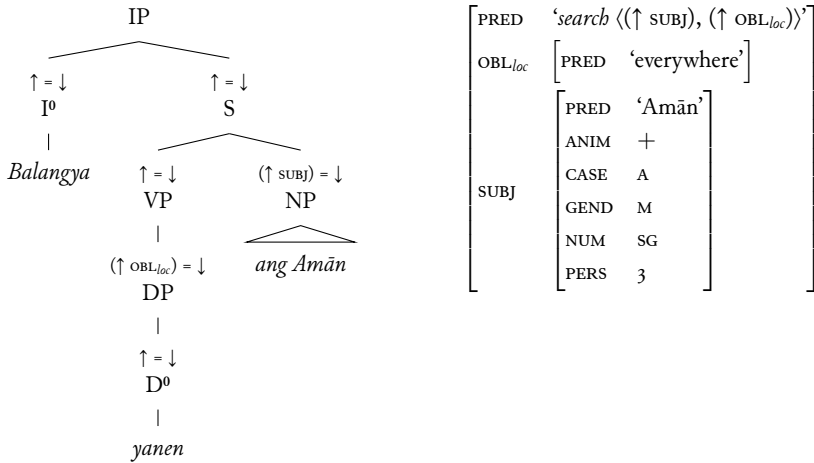 IP
↑ = ↓
I⁰
Balangya
↑ = ↓
S
↑ = ↓
VP
(↑ SUBJ) = ↓
NP
ang Amān
(↑ OBL_loc) = ↓
DP
↑ = ↓
D⁰
yanen
PRED ‘search ⟨(↑ SUBJ), (↑ OBL_loc)⟩’
OBL_loc [PRED ‘everywhere’]
PRED ‘Amān’
ANIM +
CASE A
SUBJ GEND M
NUM SG
PERS 3